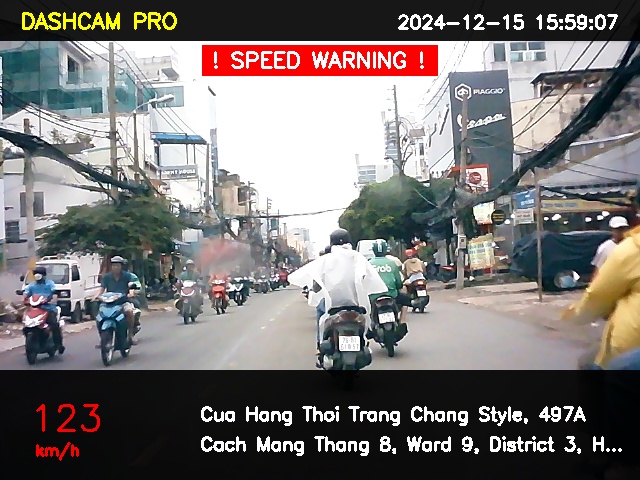 DASHCAM PRO
2024-12-15 15:59:07
! SPEED WARNING !
PIAGGIO
Vespa
Grab
123
km/h
Cua Hang Thoi Trang Chang Style, 497A
Cach Mang Thang 8, Ward 9, District 3, H...